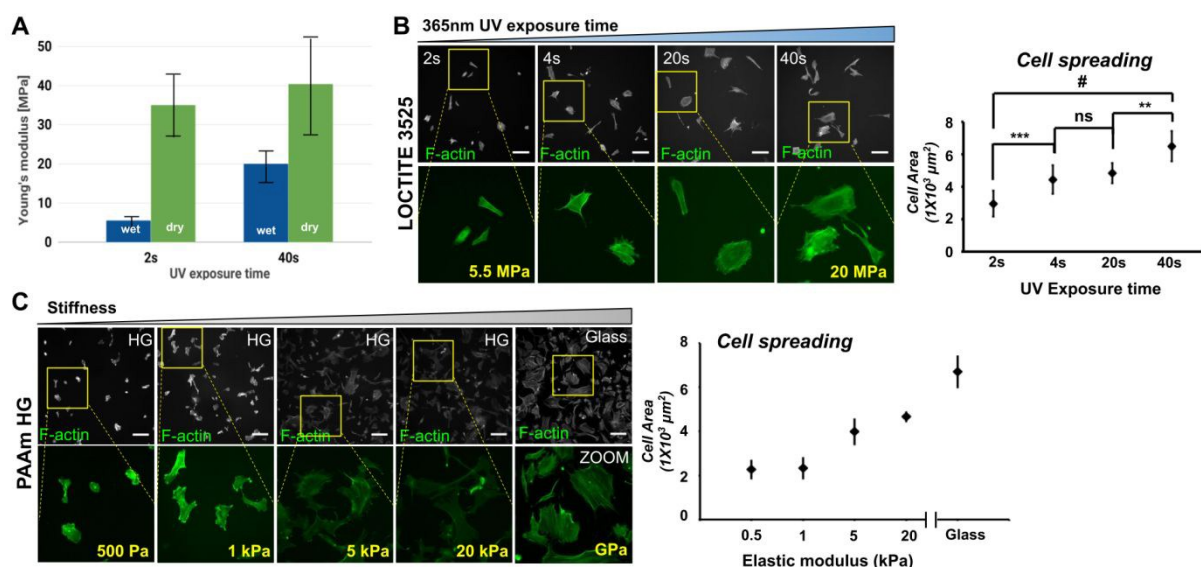 A
Young's modulus [MPa]
50
40
30
20
10
0
wet
dry
wet
dry
2s
40s
UV exposure time
B
365nm UV exposure time
LOCTITE 3525
2s
4s
20s
40s
F-actin
F-actin
F-actin
F-actin
5.5 MPa
20 MPa
Cell spreading
#
***
ns
**
Cell Area
(1X10³ µm²)
8
6
4
2
0
2s
4s
20s
40s
UV Exposure time
C
Stiffness
PAAm HG
HG
HG
HG
HG
Glass
F-actin
F-actin
F-actin
F-actin
F-actin
ZOOM
500 Pa
1 kPa
5 kPa
20 kPa
GPa
Cell spreading
Cell Area
(1X10³ µm²)
8
6
4
2
0
0.5
1
5
20
Glass
Elastic modulus (kPa)